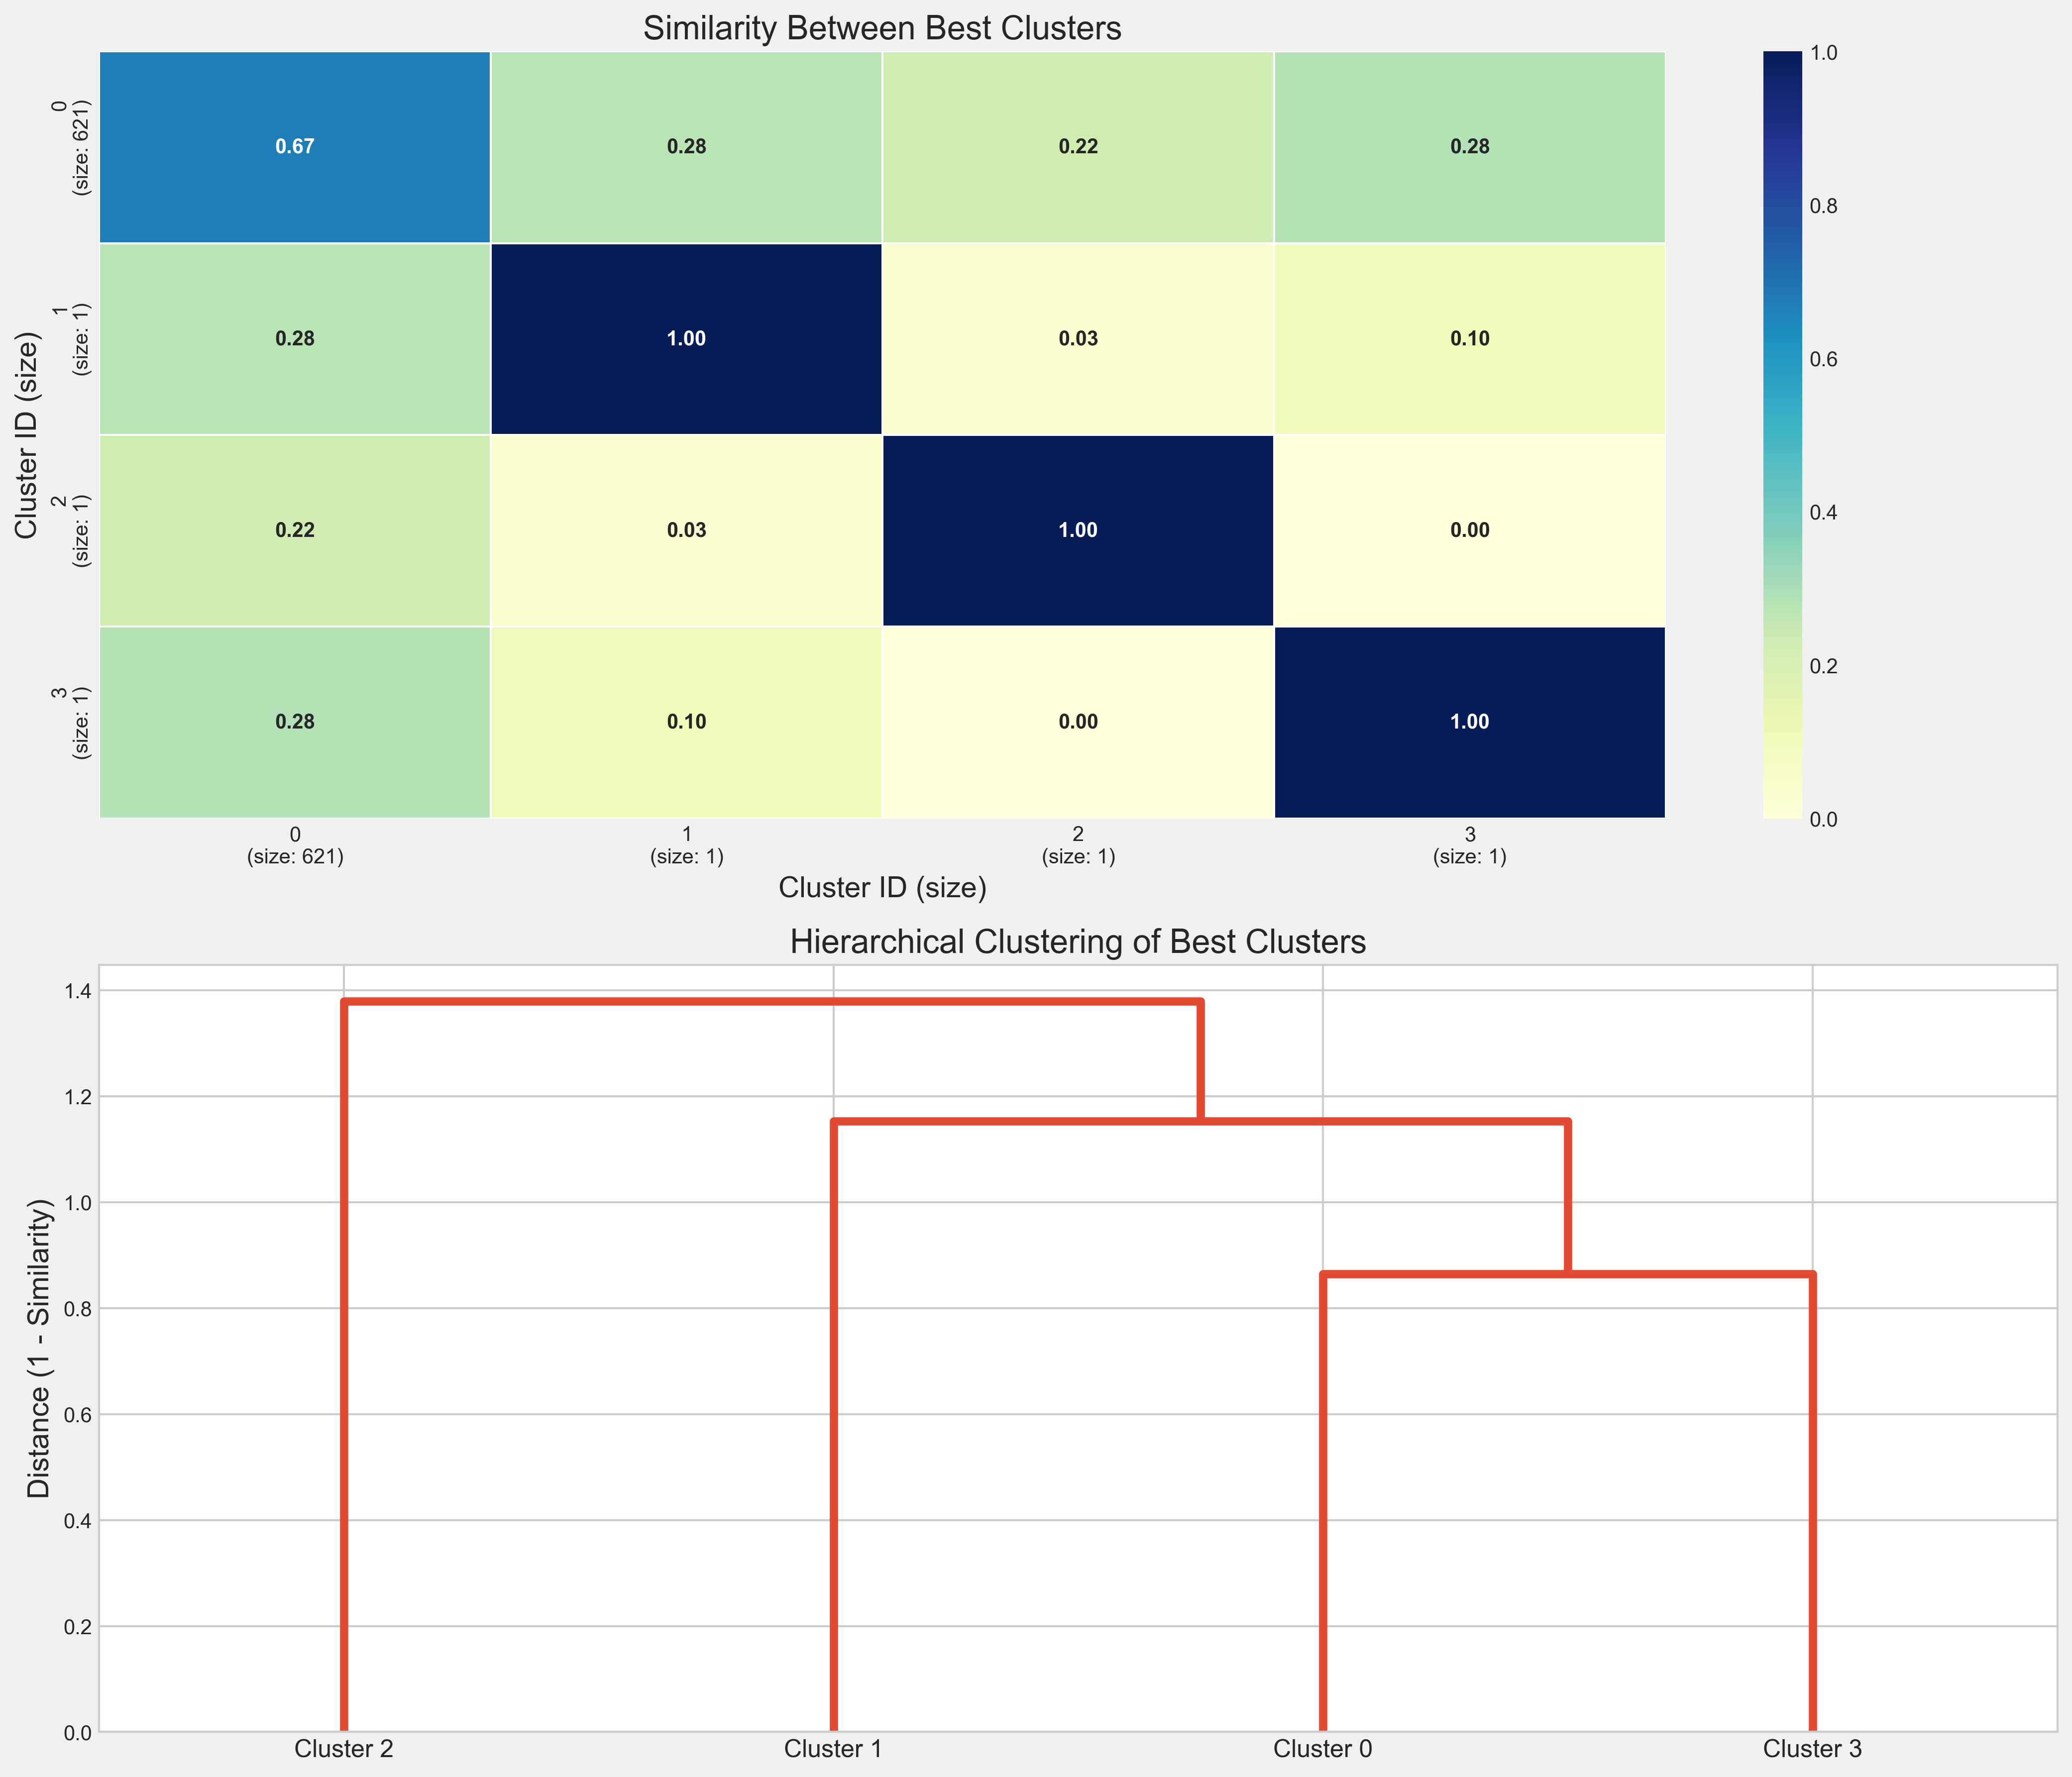 Similarity Between Best Clusters
Cluster ID (size)
0
(size: 621)
0.67
0.28
0.22
0.28
1
(size: 1)
0.28
1.00
0.03
0.10
2
(size: 1)
0.22
0.03
1.00
0.00
3
(size: 1)
0.28
0.10
0.00
1.00
0
(size: 621)
1
(size: 1)
2
(size: 1)
3
(size: 1)
Cluster ID (size)
1.0
0.8
0.6
0.4
0.2
0.0
Hierarchical Clustering of Best Clusters
Distance (1 - Similarity)
1.4
1.2
1.0
0.8
0.6
0.4
0.2
0.0
Cluster 2
Cluster 1
Cluster 0
Cluster 3